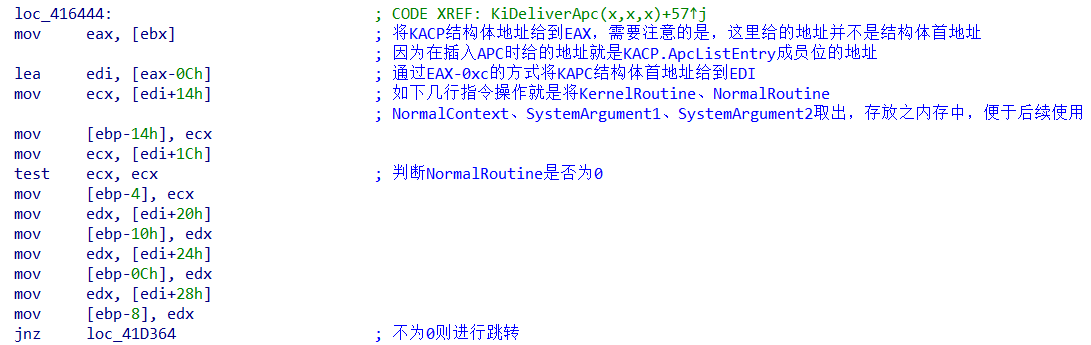 loc_416444: ; CODE XREF: KiDeliverApc(x,x,x)+57↑j
mov eax, [ebx] ; 将KACP结构体地址给到EAX，需要注意的是，这里给的地址并不是结构体首地址
; 因为在插入APC时给的地址就是KACP.ApcListEntry成员位的地址
lea edi, [eax-0Ch] ; 通过EAX-0xc的方式将KAPC结构体首地址给到EDI
mov ecx, [edi+14h] ; 如下几行指令操作就是将KernelRoutine、NormalRoutine
; NormalContext、SystemArgument1、SystemArgument2取出，存放之内存中，便于后续使用
mov [ebp-14h], ecx
mov ecx, [edi+1Ch]
test ecx, ecx ; 判断NormalRoutine是否为0
mov [ebp-4], ecx
mov edx, [edi+20h]
mov [ebp-10h], edx
mov edx, [edi+24h]
mov [ebp-0Ch], edx
mov edx, [edi+28h]
mov [ebp-8], edx
jnz loc_41D364 ; 不为0则进行跳转